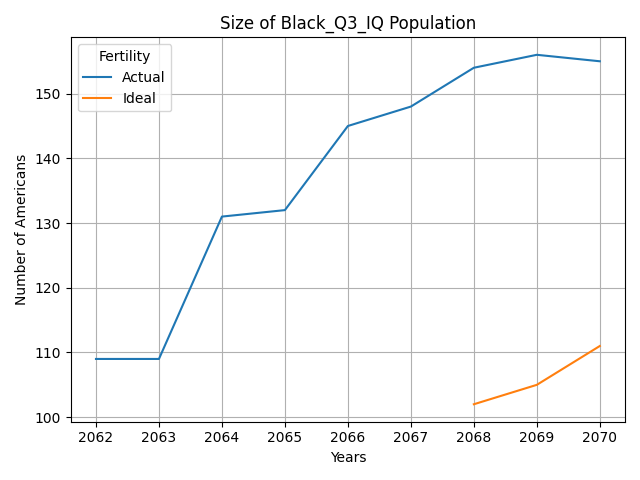 Size of Black_Q3_IQ Population
Fertility
Actual
Ideal
Number of Americans
150
140
130
120
110
100
2062 2063 2064 2065 2066 2067 2068 2069 2070
Years